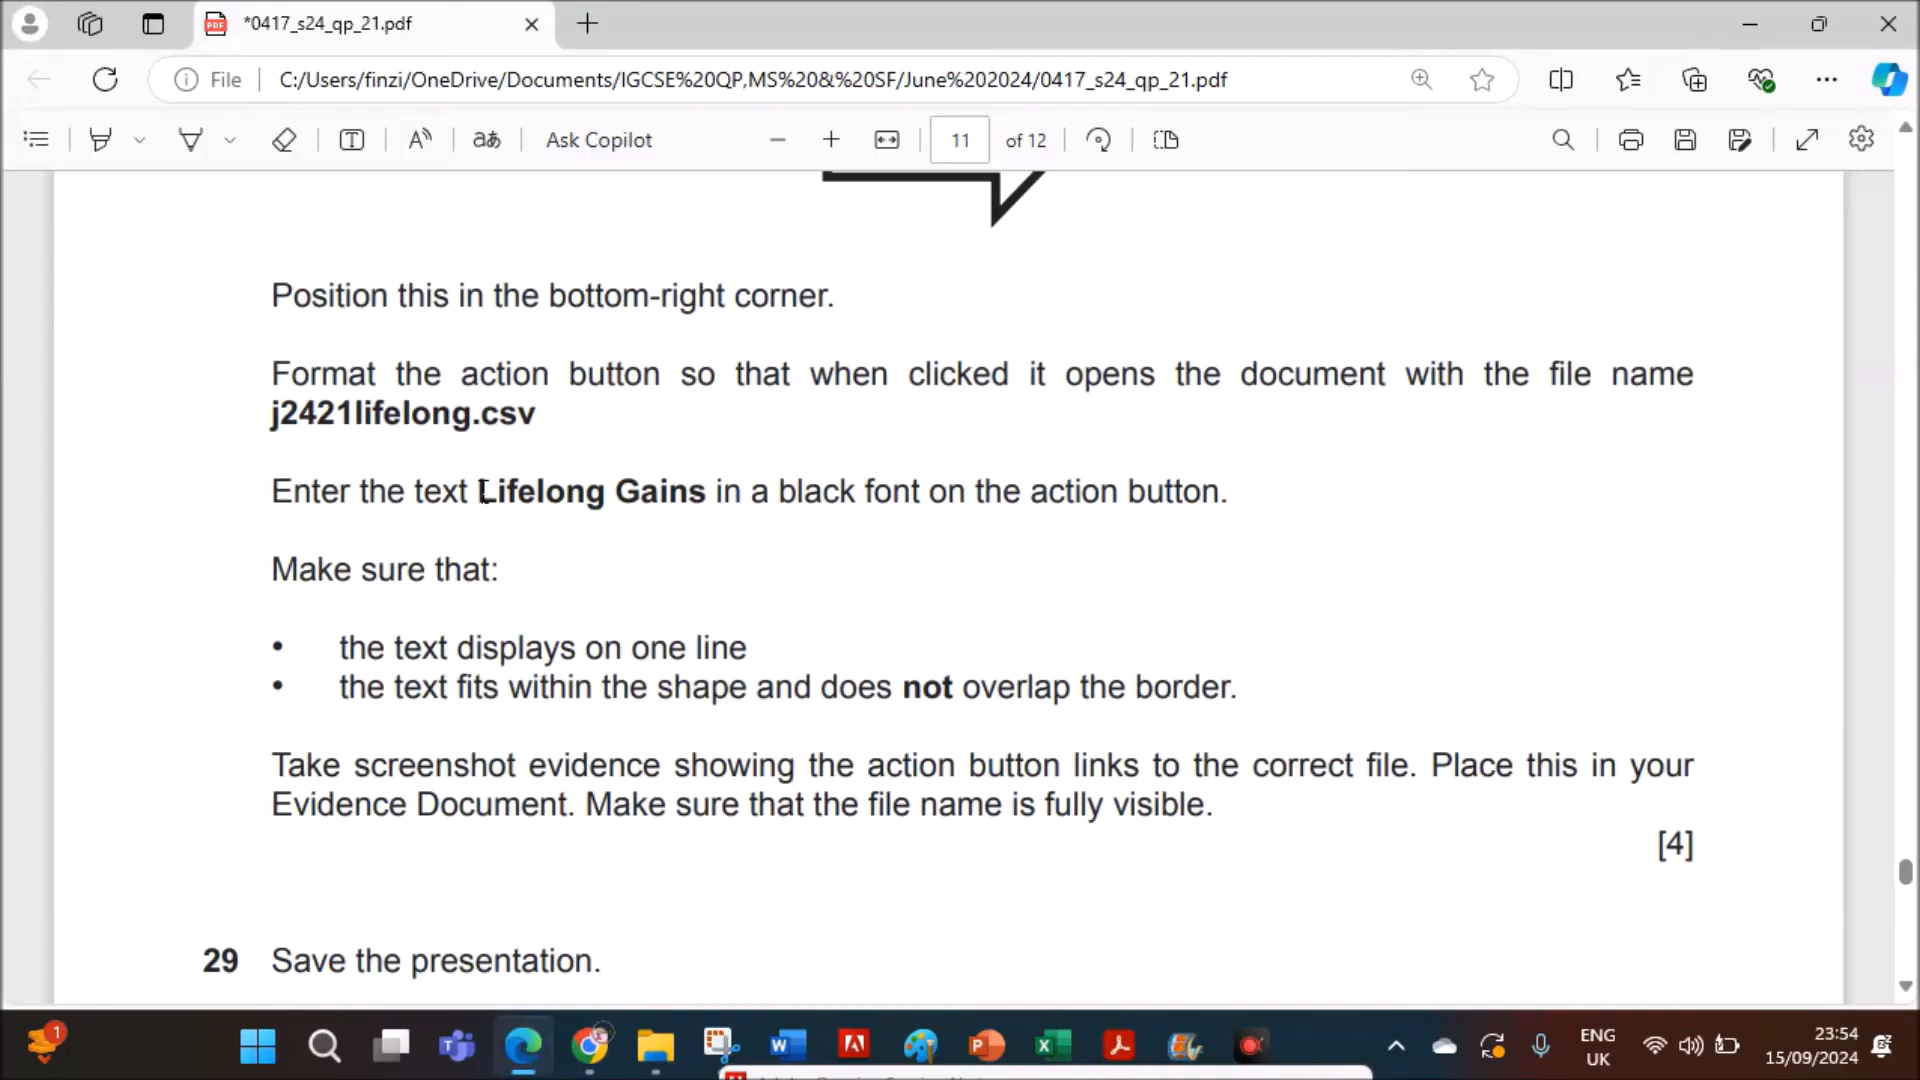 *0417_s24_qp_21.pdf
File
C:/Users/finzi/OneDrive/Documents/IGCSE%20QP,MS%20&%20SF/June%202024/0417_s24_qp_21.pdf
Ask Copilot
11
of 12
Position this in the bottom-right corner.
Format the action button so that when clicked it opens the document with the file name
j2421lifelong.csv
Enter the text Lifelong Gains in a black font on the action button.
Make sure that:
• the text displays on one line
• the text fits within the shape and does not overlap the border.
Take screenshot evidence showing the action button links to the correct file. Place this in your
Evidence Document. Make sure that the file name is fully visible.
[4]
29 Save the presentation.
1
ENG
UK
23:54
15/09/2024